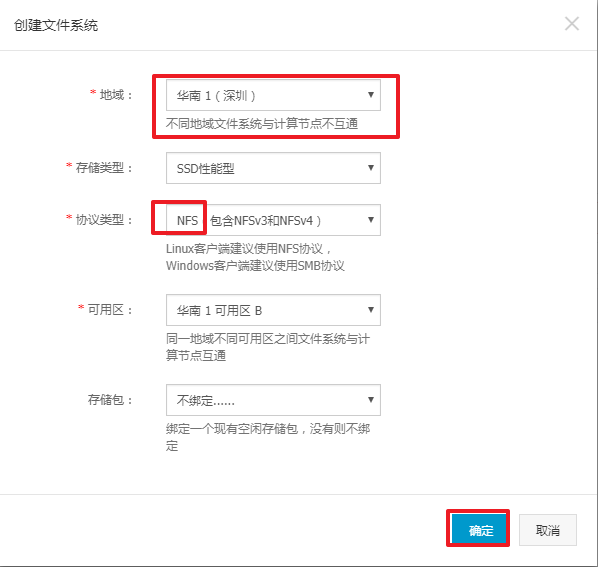 创建文件系统
* 地域：
华南 1（深圳）
不同地域文件系统与计算节点不互通
* 存储类型：
SSD性能型
* 协议类型：
NFS（包含NFSv3和NFSv4）
Linux客户端建议使用NFS协议，
Windows客户端建议使用SMB协议
* 可用区：
华南 1 可用区 B
同一地域不同可用区之间文件系统与计
算节点互通
存储包：
不绑定......
绑定一个现有空闲存储包，没有则不绑
定
确定
取消